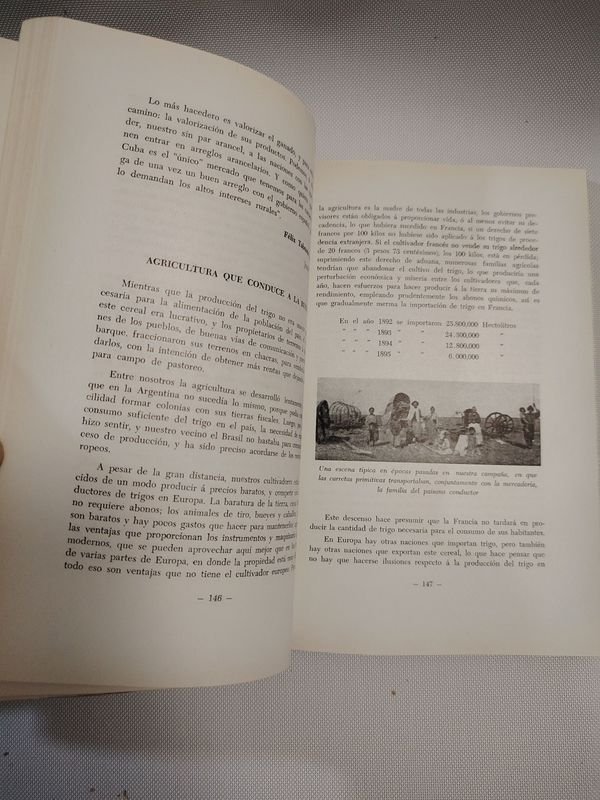 Lo más hacedero es valorizar el ganado, y para
camino: la valorización de sus productos. Podemos
der, nuestro sin par arancel, a las naciones con
nen entrar en arreglos arancelarios. Y como
Cuba es el "único" mercado que tenemos para
ga de una vez un buen arreglo con el gobierno
lo demandan los altos intereses rurales".
Félix
AGRICULTURA QUE CONDUCE A LA
Mientras que la producción del trigo no era
cesaria para la alimentación de la población del país,
este cereal era lucrativo, y los propietarios de terreno
nes de los pueblos, de buenas vías de comunicación y
barque, fraccionaron sus terrenos en chacras, para
darlos, con la intención de obtener más rentas que
para campo de pastoreo.
Entre nosotros la agricultura se desarrolló lentamente
que en la Argentina no sucedía lo mismo, porque
cilidad formar colonias con sus tierras fiscales. Luego
consumo suficiente del trigo en el país, la necesidad de
hizo sentir, y nuestro vecino el Brasil no bastaba para
ceso de producción, y ha sido preciso acordarse de los
ropeos.
A pesar de la gran distancia, nuestros cultivadores
cidos de un modo producir á precios baratos, y competir
ductores de trigos en Europa. La baratura de la tierra,
no requiere abonos; los animales de tiro, bueyes y caballos
son baratos y hay pocos gastos que hacer para mantenerlos
las ventajas que proporcionan los instrumentos y máquinas
modernos, que se pueden aprovechar aquí mejor que en
de varias partes de Europa, en donde la propiedad está
todo eso son ventajas que no tiene el cultivador europeo.
— 146 —
la agricultura es la madre de todas las industrias, los gobiernos pre-
visores están obligados á proporcionar vida, ó al menos evitar su de-
cadencia, lo que hubiera sucedido en Francia, si un derecho de siete
francos por 100 kilos no hubiese sido aplicado á los trigos de proce-
dencia extranjera. Si el cultivador francés no vende su trigo alrededor
de 20 francos (3 pesos 73 centésimos); los 100 kilos, está en pérdida;
suprimiendo este derecho de aduana, numerosas familias agrícolas
tendrían que abandonar el cultivo del trigo, lo que produciría una
perturbación económica y miseria entre los cultivadores que, cada
año, hacen esfuerzos para hacer producir á la tierra su máximo de
rendimiento, empleando prudentemente los abonos químicos, así es
que gradualmente merma la importación de trigo en Francia.
En el año 1892 se importaron 25.800,000 Hectolitros
" " " 1893 " " 24.300,000 "
" " " 1894 " " 12.800,000 "
" " " 1895 " " 6.000,000 "
Una escena típica en épocas pasadas en nuestra campaña, en que
las carretas primitivas transportaban, conjuntamente con la mercadería,
la familia del paisano conductor
Este descenso hace presumir que la Francia no tardará en pro-
ducir la cantidad de trigo necesaria para el consumo de sus habitantes.
En Europa hay otras naciones que importan trigo, pero también
hay otras naciones que exportan este cereal, lo que hace pensar que
no hay que hacerse ilusiones respecto á la producción del trigo en
— 147 —